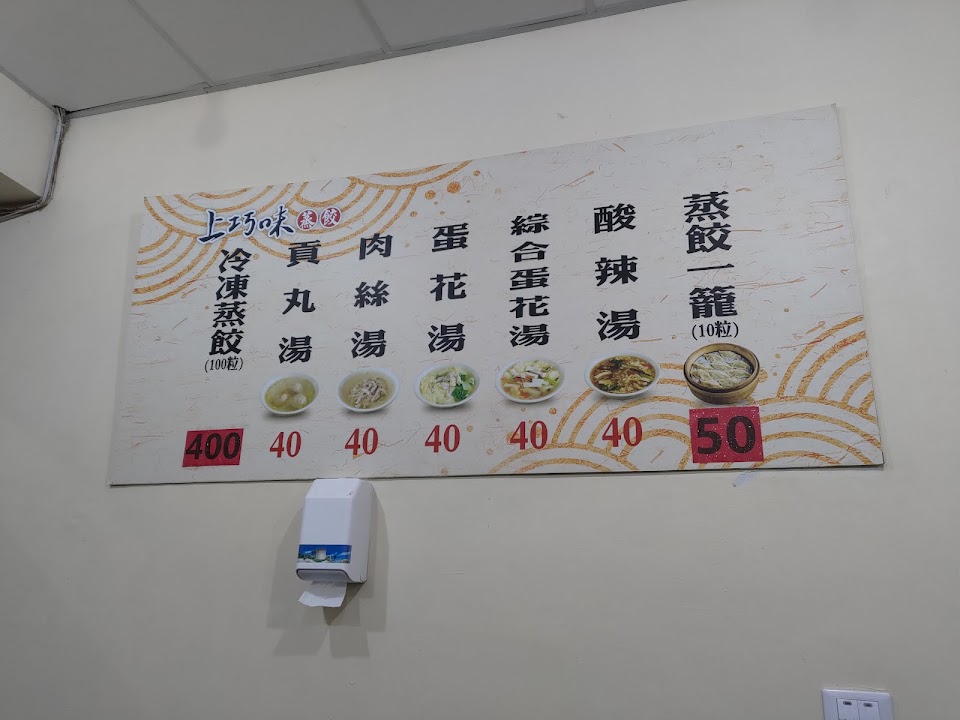 上巧味蒸餃
蒸餃一籠
(10粒)
50
酸辣湯
40
綜合蛋花湯
40
蛋花湯
40
肉絲湯
40
貢丸湯
40
冷凍蒸餃
(100粒)
400